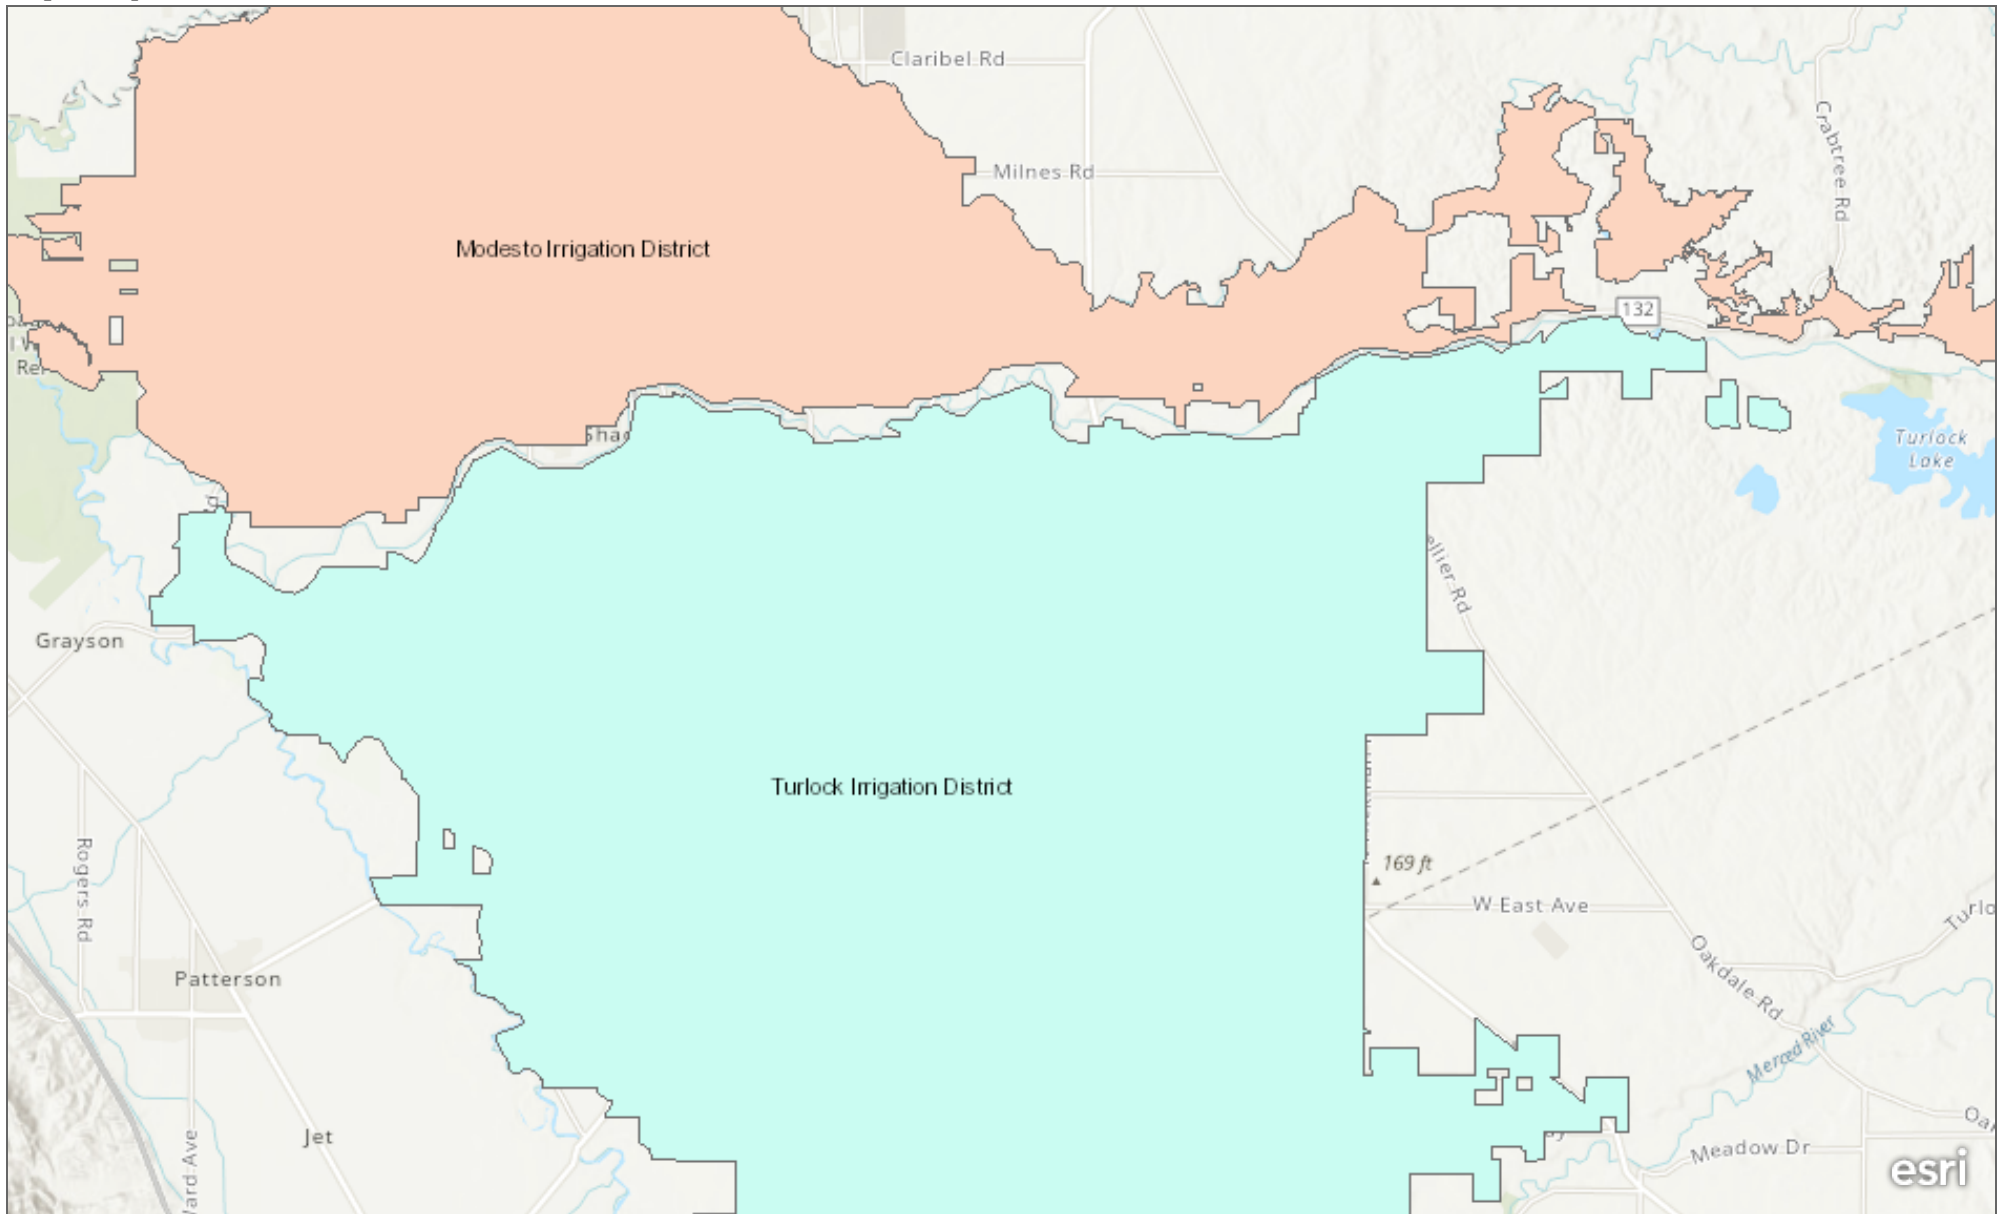 Claribel Rd
Milnes Rd
Crabtree Rd
Modesto Irrigation District
132
Turlock
Lake
Grayson
Turlock Irrigation District
169 ft
Rogers Rd
W East Ave
Oakdale Rd
Patterson
Merced River
Jet
Meadow Dr
esri